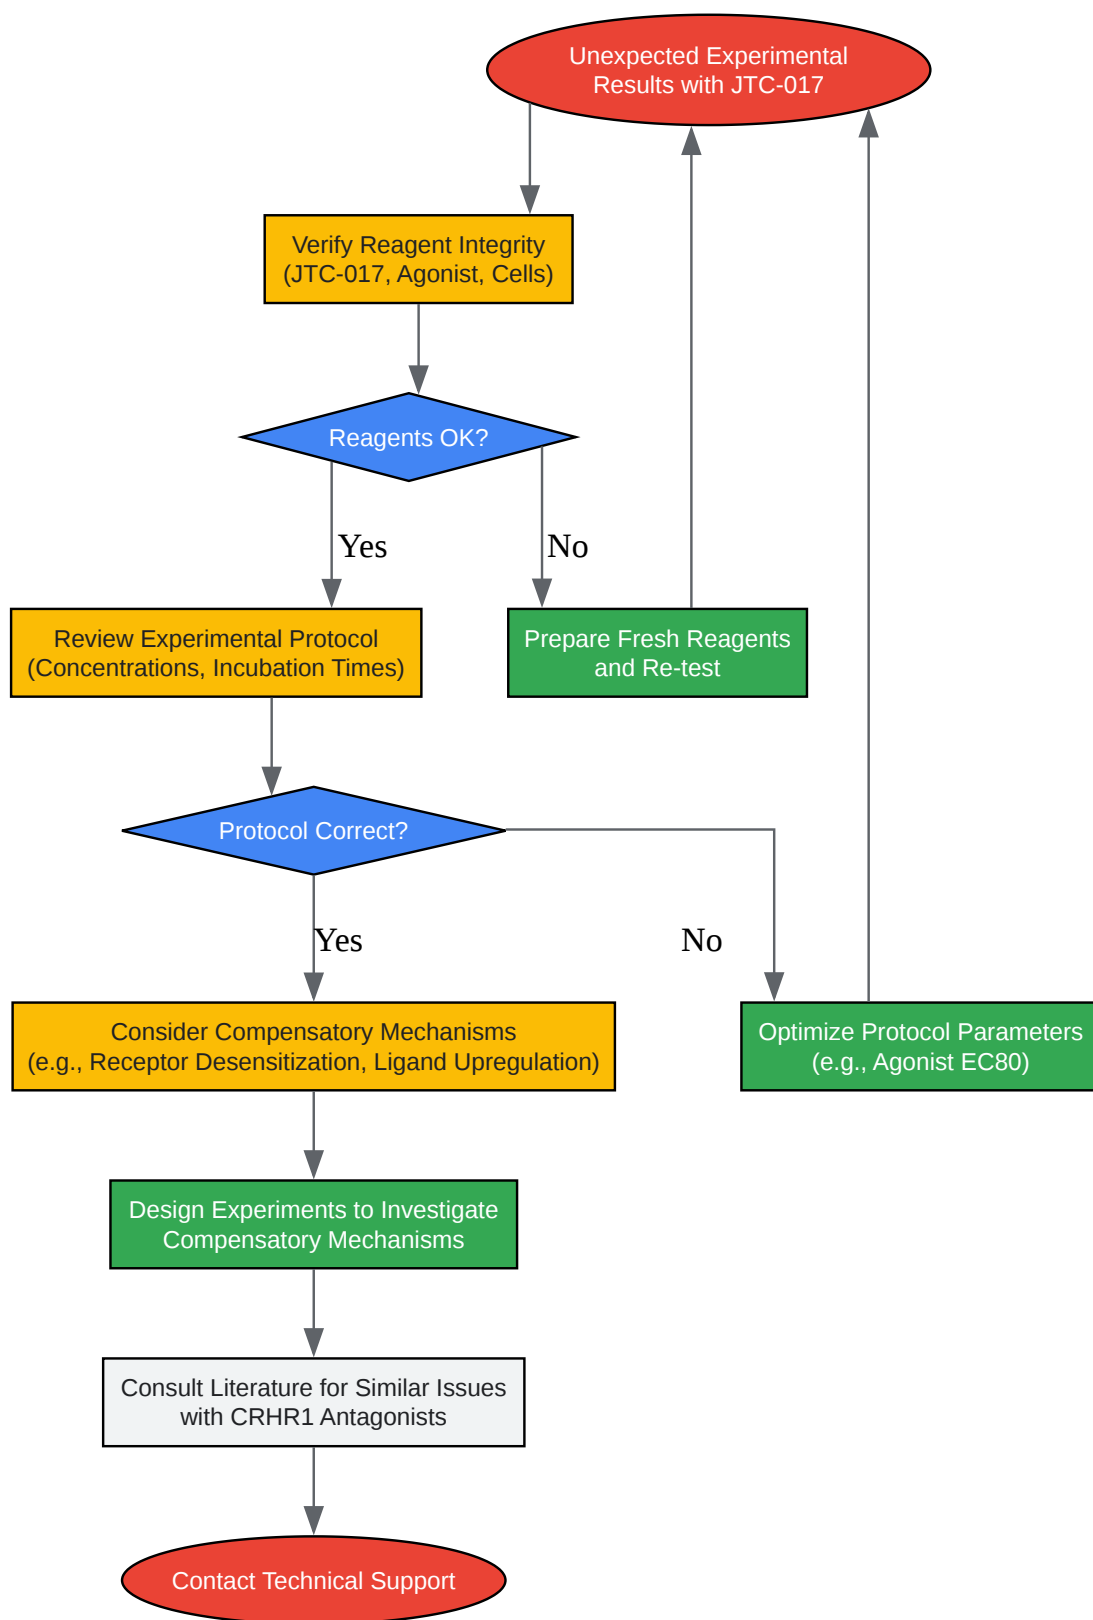 Unexpected Experimental
Results with JTC-017
Verify Reagent Integrity
(JTC-017, Agonist, Cells)
Reagents OK?
Yes
No
Review Experimental Protocol
(Concentrations, Incubation Times)
Prepare Fresh Reagents
and Re-test
Protocol Correct?
Yes
No
Consider Compensatory Mechanisms
(e.g., Receptor Desensitization, Ligand Upregulation)
Optimize Protocol Parameters
(e.g., Agonist EC80)
Design Experiments to Investigate
Compensatory Mechanisms
Consult Literature for Similar Issues
with CRHR1 Antagonists
Contact Technical Support